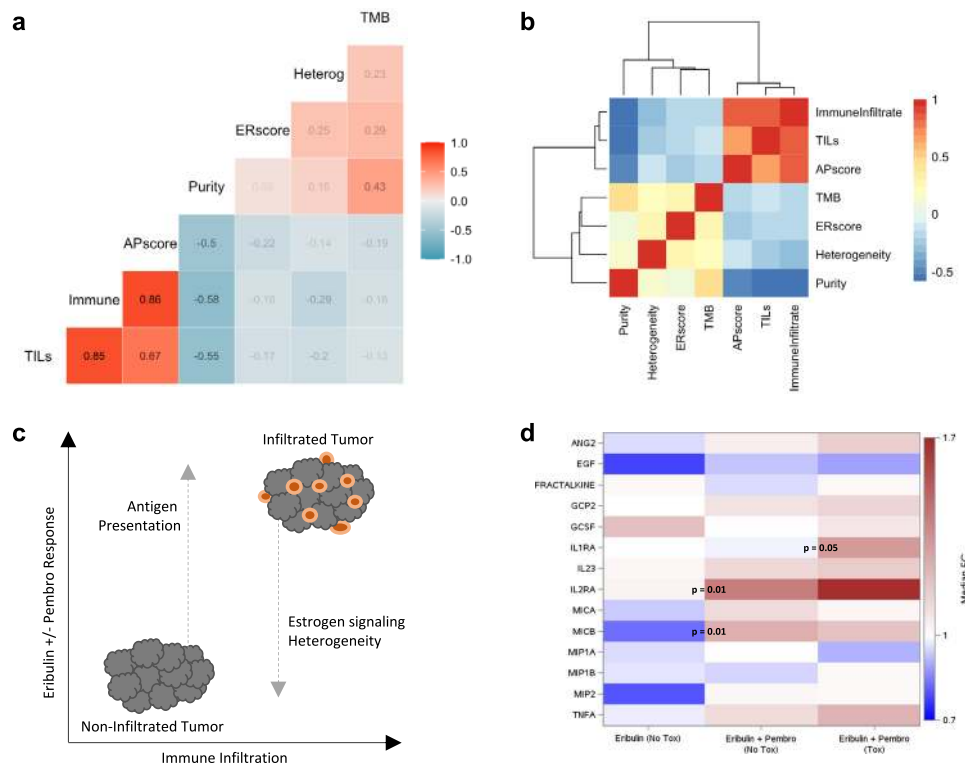 a
TMB
Heterog
0.23
ERscore
0.25
0.29
Purity
0.16
0.43
APscore
-0.5
-0.22
-0.14
-0.19
Immune
0.86
-0.58
-0.29
-0.16
TILs
0.85
0.67
-0.55
-0.17
-0.2
-0.13
1.0
0.5
0.0
-0.5
-1.0
b
ImmuneInfiltrate
TILs
APscore
TMB
ERscore
Heterogeneity
Purity
Purity
Heterogeneity
ERscore
TMB
APscore
TILs
ImmuneInfiltrate
1
0.5
0
-0.5
c
Eribulin +/- Pembro Response
Infiltrated Tumor
Antigen
Presentation
Estrogen signaling
Heterogeneity
Non-Infiltrated Tumor
Immune Infiltration
d
ANG2
EGF
FRACTALKINE
GCP2
GCSF
IL1RA
IL23
IL2RA
MICA
MICB
MIP1A
MIP1B
MIP2
TNFA
p = 0.05
p = 0.01
p = 0.01
Eribulin (No Tox)
Eribulin + Pembro
(No Tox)
Eribulin + Pembro
(Tox)
1.7
Median FC
1
0.7